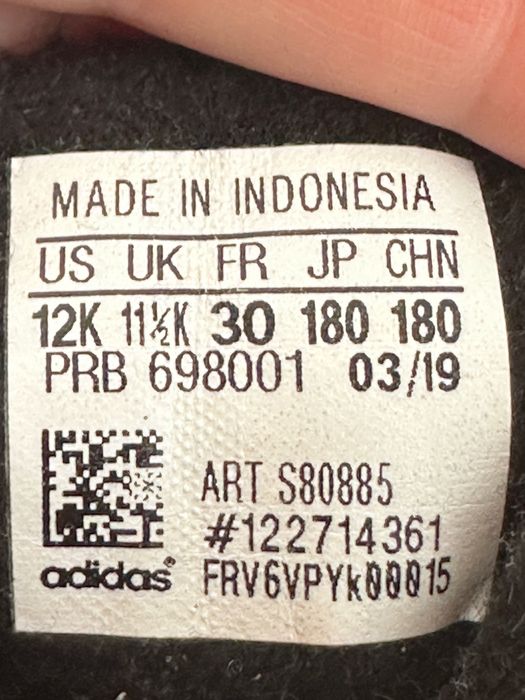 MADE IN INDONESIA
US UK FR JP CHN
12K 11½K 30 180 180
PRB 698001 03/19
ART S80885
#122714361
adidas® FRV6VPYk00015